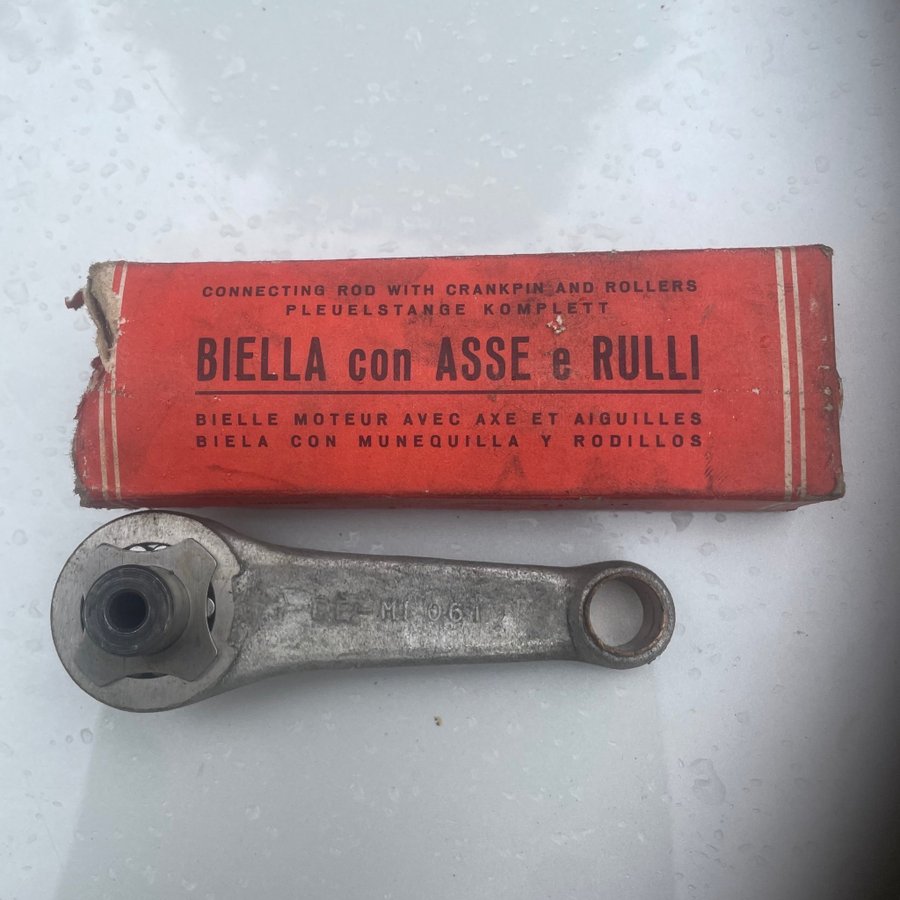 CONNECTING ROD WITH CRANKPIN AND ROLLERS
PLEUELSTANGE KOMPLETT
BIELLA con ASSE e RULLI
BIELLE MOTEUR AVEC AXE ET AIGUILLES
BIELA CON MUNEQUILLA Y RODILLOS
061